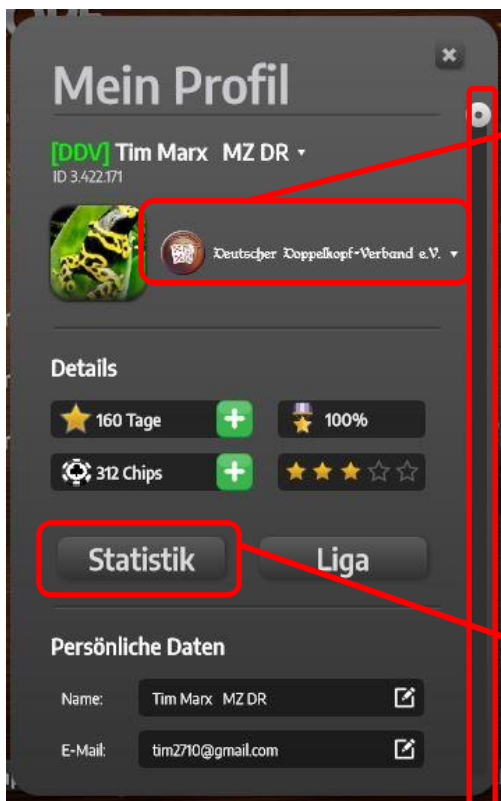 Mein Profil
[DDV] Tim Marx MZ DR
ID 3.422.171
Deutscher Doppelkopf-Verband e.V.
Details
160 Tage
100%
312 Chips
Statistik
Liga
Persönliche Daten
Name: Tim Marx MZ DR
E-Mail: tim2710@gmail.com